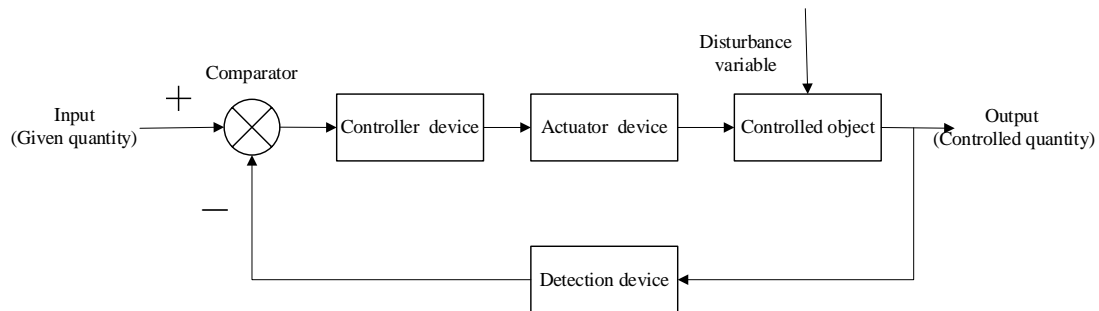 Disturbance
variable
Comparator
+
Input
(Given quantity)
Controller device
Actuator device
Controlled object
Output
(Controlled quantity)
—
Detection device